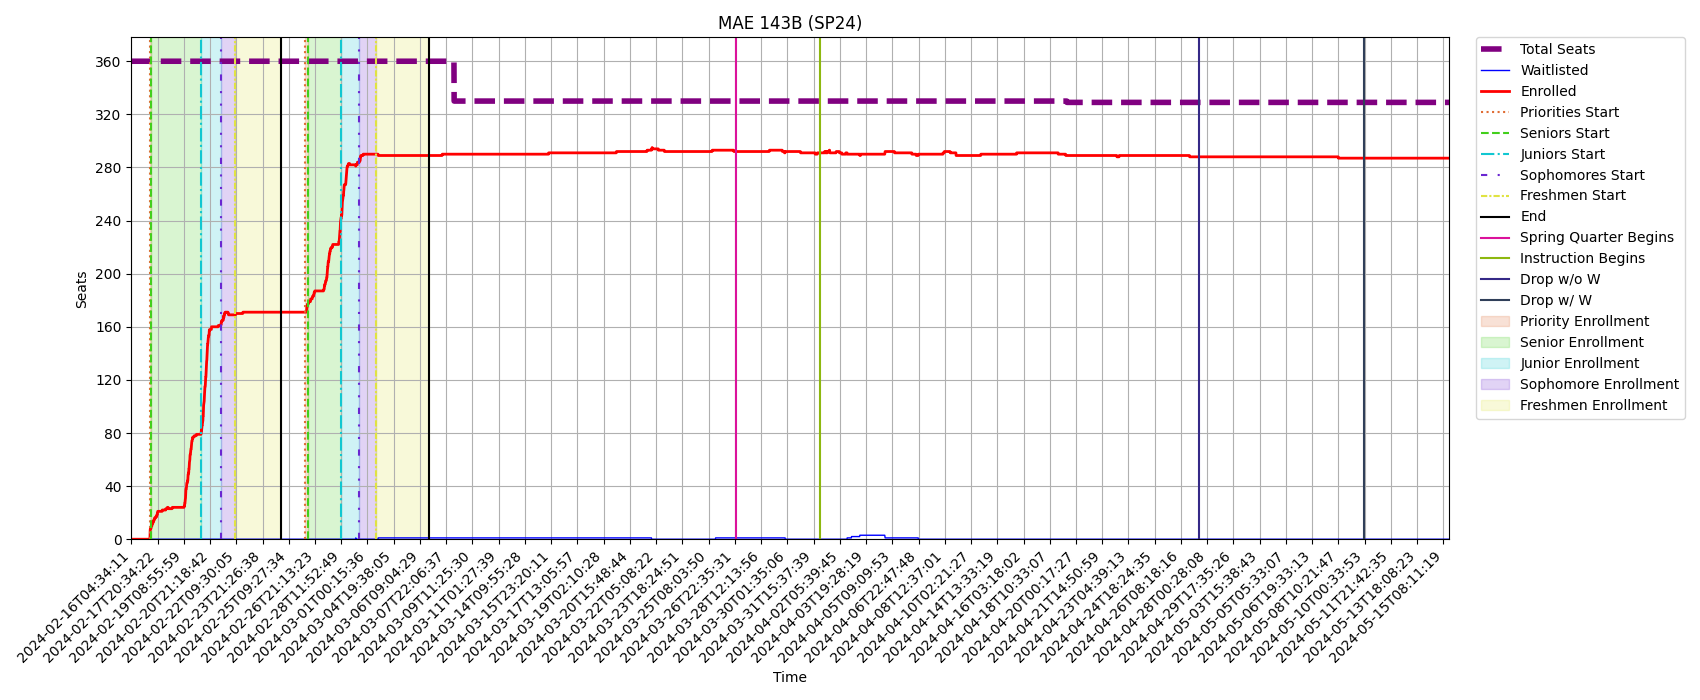 MAE 143B (SP24)
Seats
360
320
280
240
200
160
120
80
40
0
2024-02-16T04:34:11
2024-02-17T20:34:22
2024-02-19T08:55:59
2024-02-20T21:18:42
2024-02-22T09:30:05
2024-02-23T21:26:38
2024-02-25T09:27:34
2024-02-26T21:13:23
2024-02-28T11:52:49
2024-03-01T00:15:36
2024-03-04T19:38:05
2024-03-06T09:04:29
2024-03-07T22:06:37
2024-03-09T11:25:30
2024-03-11T01:27:39
2024-03-14T09:55:28
2024-03-15T23:20:11
2024-03-17T13:05:57
2024-03-19T02:10:28
2024-03-20T15:48:44
2024-03-22T05:08:22
2024-03-23T18:24:51
2024-03-25T08:03:50
2024-03-26T22:35:31
2024-03-28T12:13:56
2024-03-30T01:35:06
2024-03-31T15:37:39
2024-04-02T05:39:45
2024-04-03T19:28:19
2024-04-05T09:09:53
2024-04-06T22:47:48
2024-04-08T12:37:01
2024-04-10T02:21:27
2024-04-14T14:33:19
2024-04-16T03:18:02
2024-04-18T10:33:07
2024-04-20T00:17:27
2024-04-21T14:50:59
2024-04-23T04:39:13
2024-04-24T18:24:35
2024-04-26T08:18:16
2024-04-28T00:28:08
2024-04-29T17:35:26
2024-05-03T15:38:43
2024-05-05T05:33:07
2024-05-06T19:33:13
2024-05-08T10:21:47
2024-05-10T00:33:53
2024-05-11T21:42:35
2024-05-13T18:08:23
2024-05-15T08:11:19
Time
Total Seats
Waitlisted
Enrolled
Priorities Start
Seniors Start
Juniors Start
Sophomores Start
Freshmen Start
End
Spring Quarter Begins
Instruction Begins
Drop w/o W
Drop w/ W
Priority Enrollment
Senior Enrollment
Junior Enrollment
Sophomore Enrollment
Freshmen Enrollment